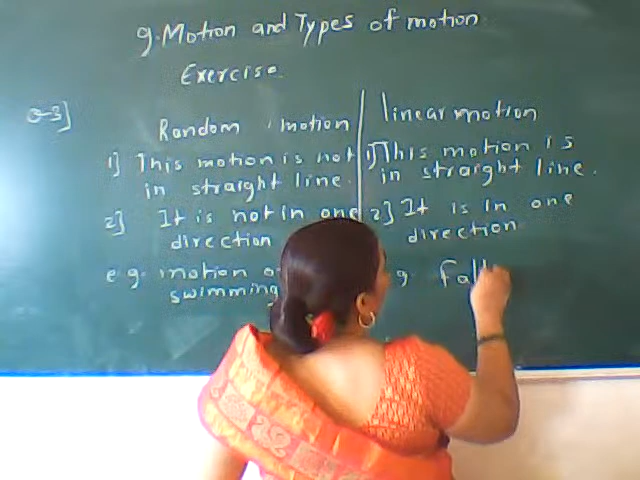 9. Motion and Types of motion
Exercise
Q-3]
Random motion
1] This motion is not
in straight line.
2] It is not in one
direction
e.g. motion
swimming
linear motion
1] This motion is
in straight line.
2] It is in one
direction
g. Fall